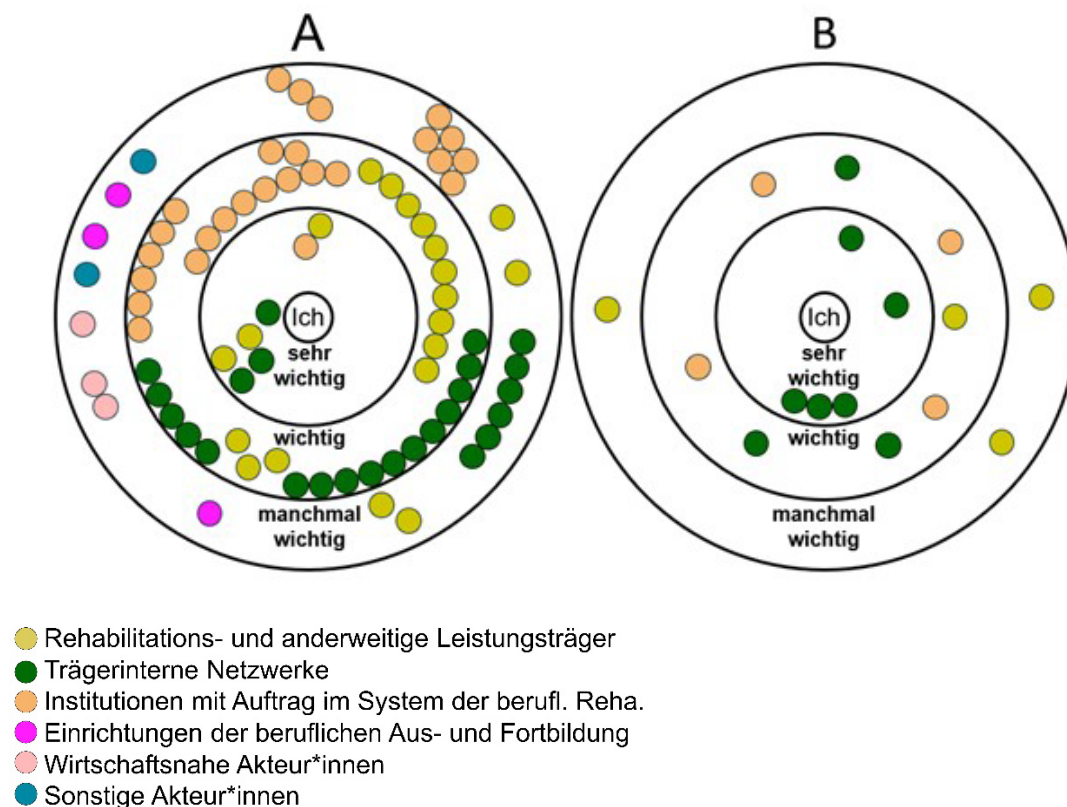 A
B
Ich
sehr
wichtig
wichtig
manchmal
wichtig
Ich
sehr
wichtig
wichtig
manchmal
wichtig
Rehabilitations- und anderweitige Leistungsträger
Trägerinterne Netzwerke
Institutionen mit Auftrag im System der berufl. Reha.
Einrichtungen der beruflichen Aus- und Fortbildung
Wirtschaftsnahe Akteur*innen
Sonstige Akteur*innen